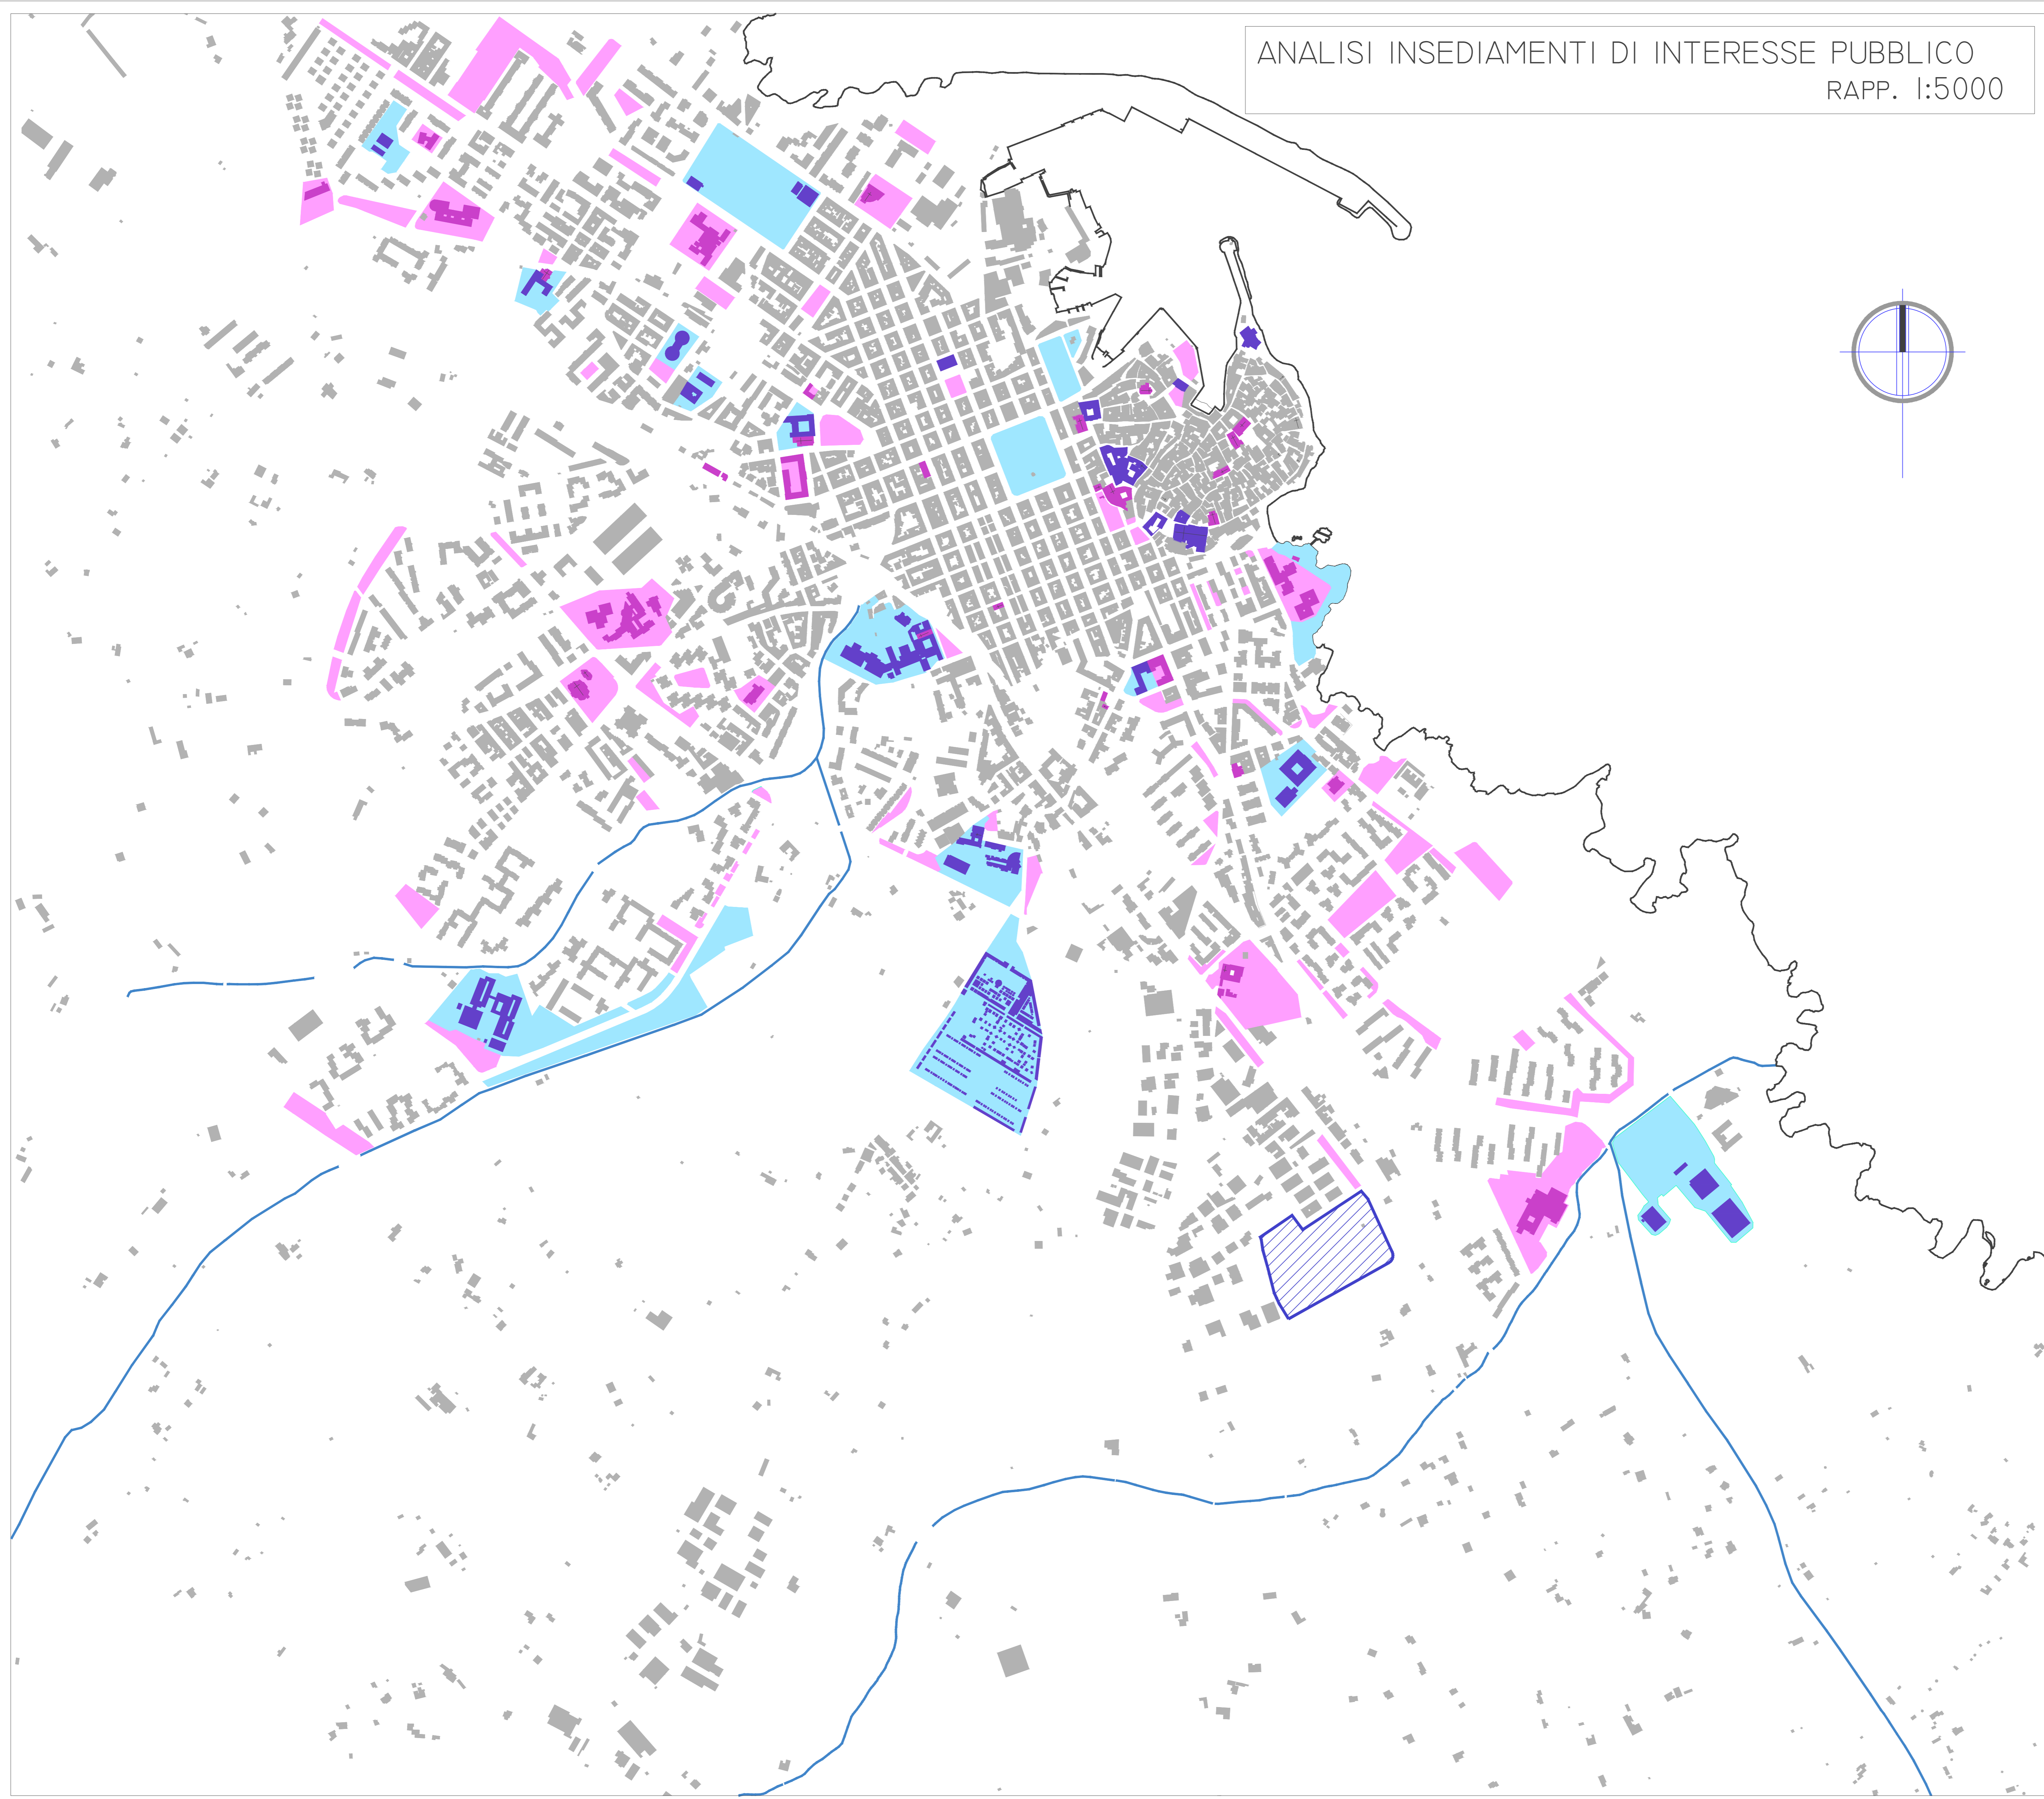 ANALISI INSEDIAMENTI DI INTERESSE PUBBLICO
RAPP. 1:5000